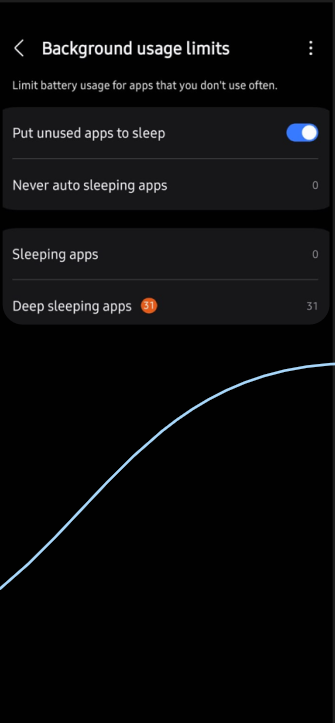 Background usage limits
Limit battery usage for apps that you don't use often.
Put unused apps to sleep
Never auto sleeping apps 0
Sleeping apps 0
Deep sleeping apps 31 31